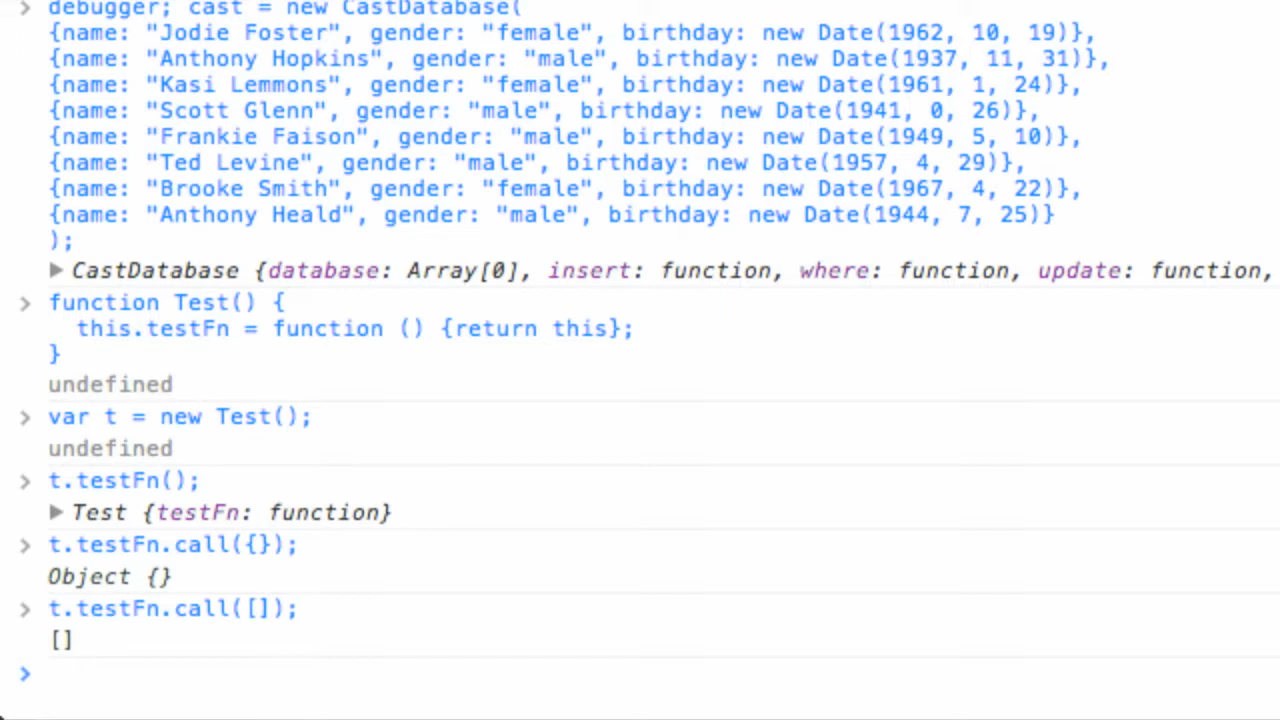 > debugger; cast = new CastDatabase(
{name: "Jodie Foster", gender: "female", birthday: new Date(1962, 10, 19)},
{name: "Anthony Hopkins", gender: "male", birthday: new Date(1937, 11, 31)},
{name: "Kasi Lemmons", gender: "female", birthday: new Date(1961, 1, 24)},
{name: "Scott Glenn", gender: "male", birthday: new Date(1941, 0, 26)},
{name: "Frankie Faison", gender: "male", birthday: new Date(1949, 5, 10)},
{name: "Ted Levine", gender: "male", birthday: new Date(1957, 4, 29)},
{name: "Brooke Smith", gender: "female", birthday: new Date(1967, 4, 22)},
{name: "Anthony Heald", gender: "male", birthday: new Date(1944, 7, 25)}
);
▶ CastDatabase {database: Array[0], insert: function, where: function, update: function,
> function Test() {
this.testFn = function () {return this};
}
undefined
> var t = new Test();
undefined
> t.testFn();
▶ Test {testFn: function}
> t.testFn.call({});
Object {}
> t.testFn.call([]);
[]
>